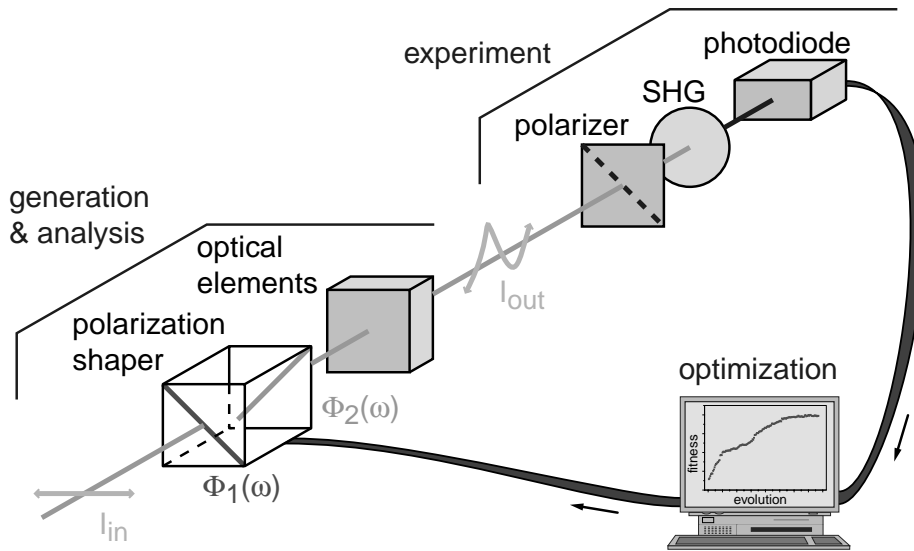 experiment
photodiode
SHG
polarizer
generation
& analysis
optical
elements
I_out
polarization
shaper
Φ₂(ω)
Φ₁(ω)
I_in
optimization
fitness
evolution